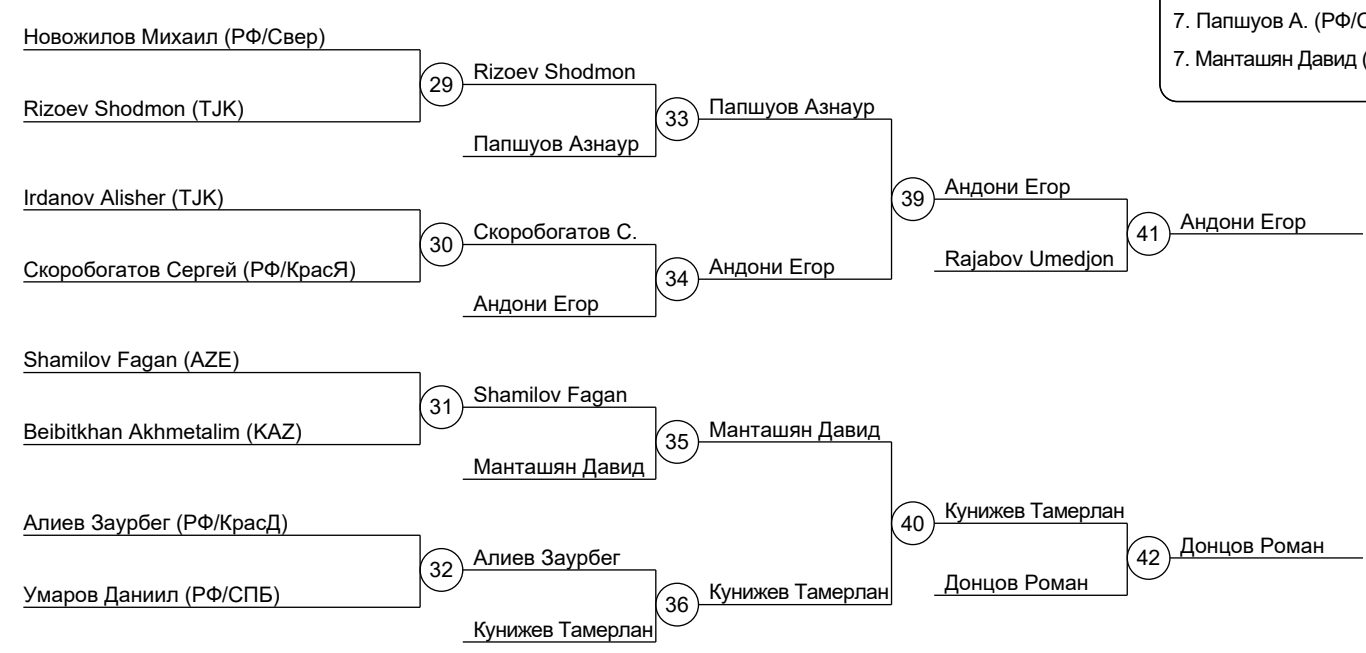 7. Папшуов А. (РФ/С
7. Манташян Давид (
Новожилов Михаил (РФ/Свер)
29
Rizoev Shodmon
Rizoev Shodmon (TJK)
33
Папшуов Азнаур
Папшуов Азнаур
Irdanov Alisher (TJK)
39
Андони Егор
30
Скоробогатов С.
41
Андони Егор
Скоробогатов Сергей (РФ/КрасЯ)
34
Андони Егор
Rajabov Umedjon
Андони Егор
Shamilov Fagan (AZE)
31
Shamilov Fagan
Beibitkhan Akhmetalim (KAZ)
35
Манташян Давид
Манташян Давид
Алиев Заурбег (РФ/КрасД)
40
Кунижев Тамерлан
32
Алиев Заурбег
42
Донцов Роман
Умаров Даниил (РФ/СПБ)
36
Кунижев Тамерлан
Донцов Роман
Кунижев Тамерлан